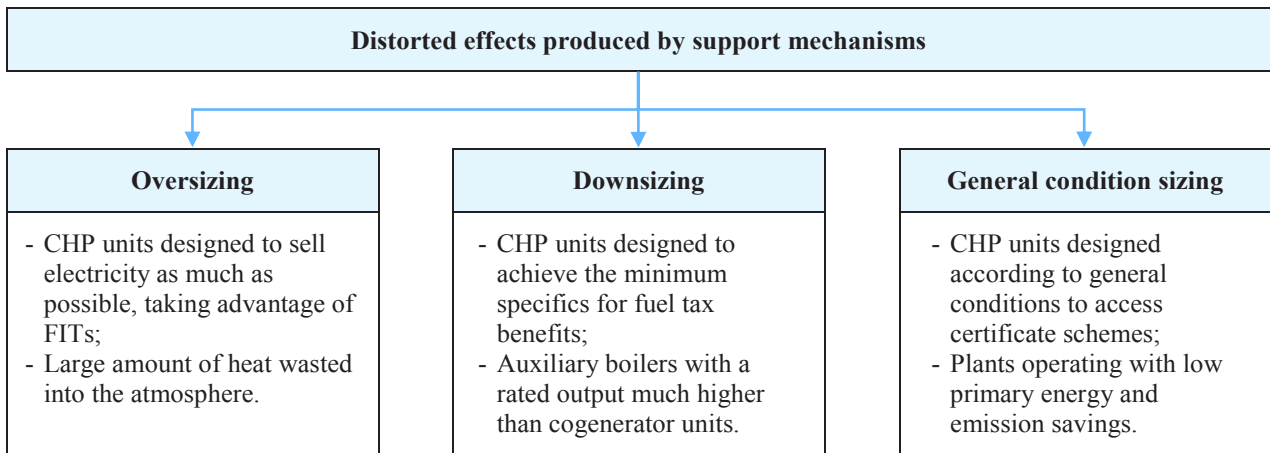 Distorted effects produced by support mechanisms
Oversizing
- CHP units designed to sell
electricity as much as
possible, taking advantage of
FITs;
- Large amount of heat wasted
into the atmosphere.
Downsizing
- CHP units designed to
achieve the minimum
specifics for fuel tax
benefits;
- Auxiliary boilers with a
rated output much higher
than cogenerator units.
General condition sizing
- CHP units designed
according to general
conditions to access
certificate schemes;
- Plants operating with low
primary energy and
emission savings.